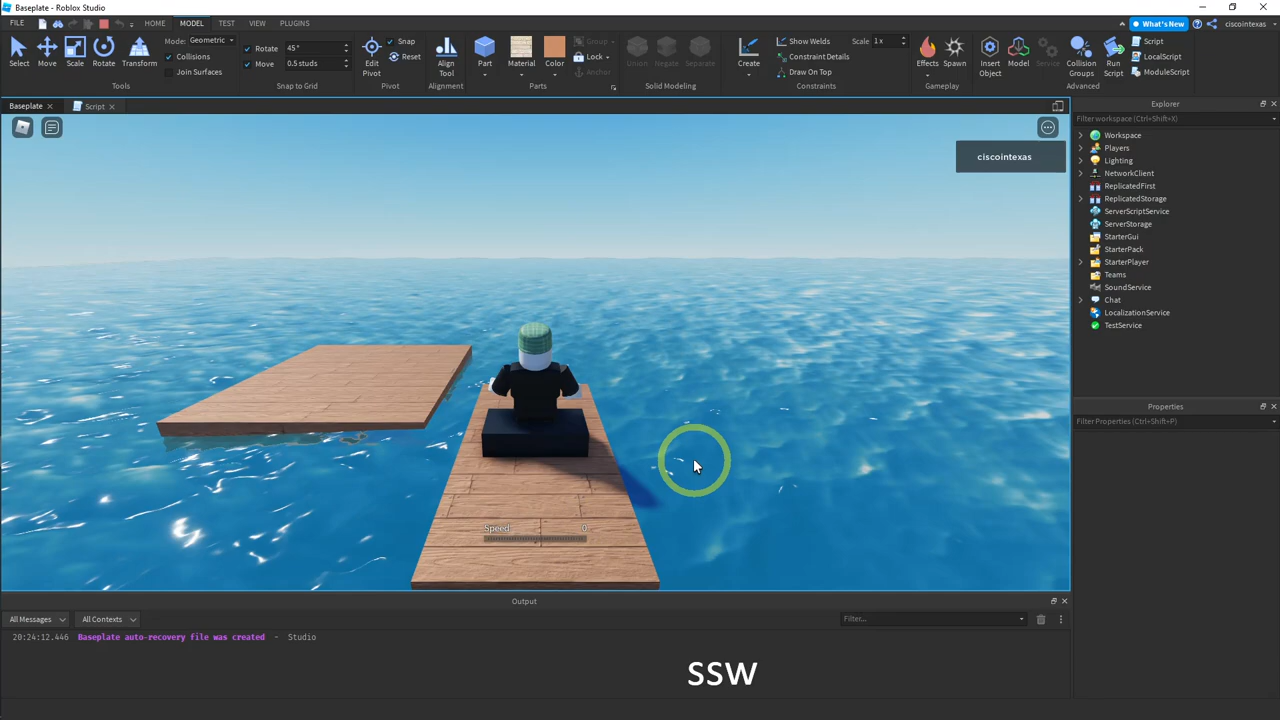 Baseplate - Roblox Studio
FILE HOME MODEL TEST VIEW PLUGINS What's New ciscointexas
Select Move Scale Rotate Transform
Mode: Geometric
Collisions
Join Surfaces
Tools
Rotate 45°
Move 0.5 studs
Snap to Grid
Edit Pivot
Snap
Reset
Pivot
Align Tool
Alignment
Part Material Color
Group
Lock
Anchor
Parts
Union Negate Separate
Solid Modeling
Create
Show Welds
Constraint Details
Draw On Top
Scale 1 x
Constraints
Effects Spawn
Gameplay
Insert Object
Model
Service
Collision Groups
Run Script
Script
LocalScript
ModuleScript
Advanced
Baseplate Script
ciscointexas
Speed 0
Explorer
Filter workspace (Ctrl+Shift+X)
Workspace
Players
Lighting
NetworkClient
ReplicatedFirst
ReplicatedStorage
ServerScriptService
ServerStorage
StarterGui
StarterPack
StarterPlayer
Teams
SoundService
Chat
LocalizationService
TestService
Properties
Filter Properties (Ctrl+Shift+P)
Output
All Messages All Contexts Filter...
20:24:12.446 Baseplate auto-recovery file was created - Studio
SSW